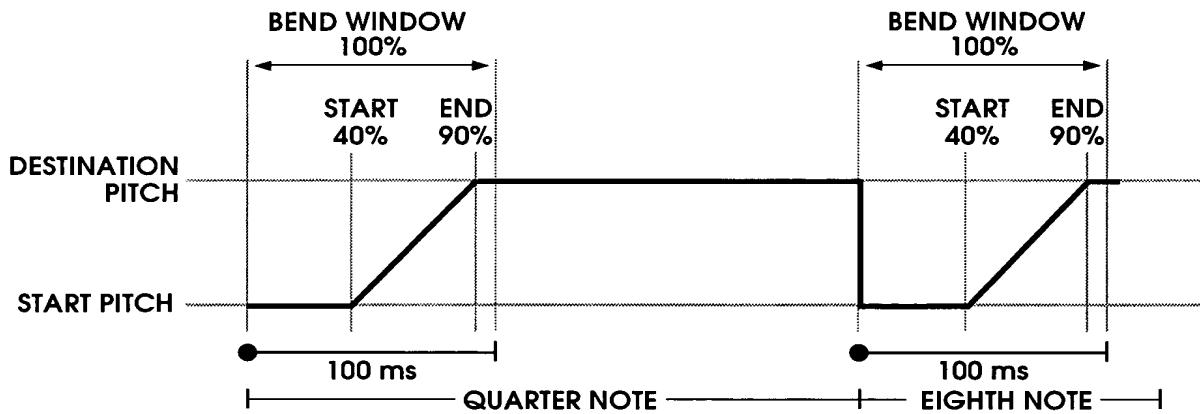 BEND WINDOW
100%
BEND WINDOW
100%
START
40%
END
90%
START
40%
END
90%
DESTINATION
PITCH
START PITCH
100 ms
100 ms
QUARTER NOTE
EIGHTH NOTE